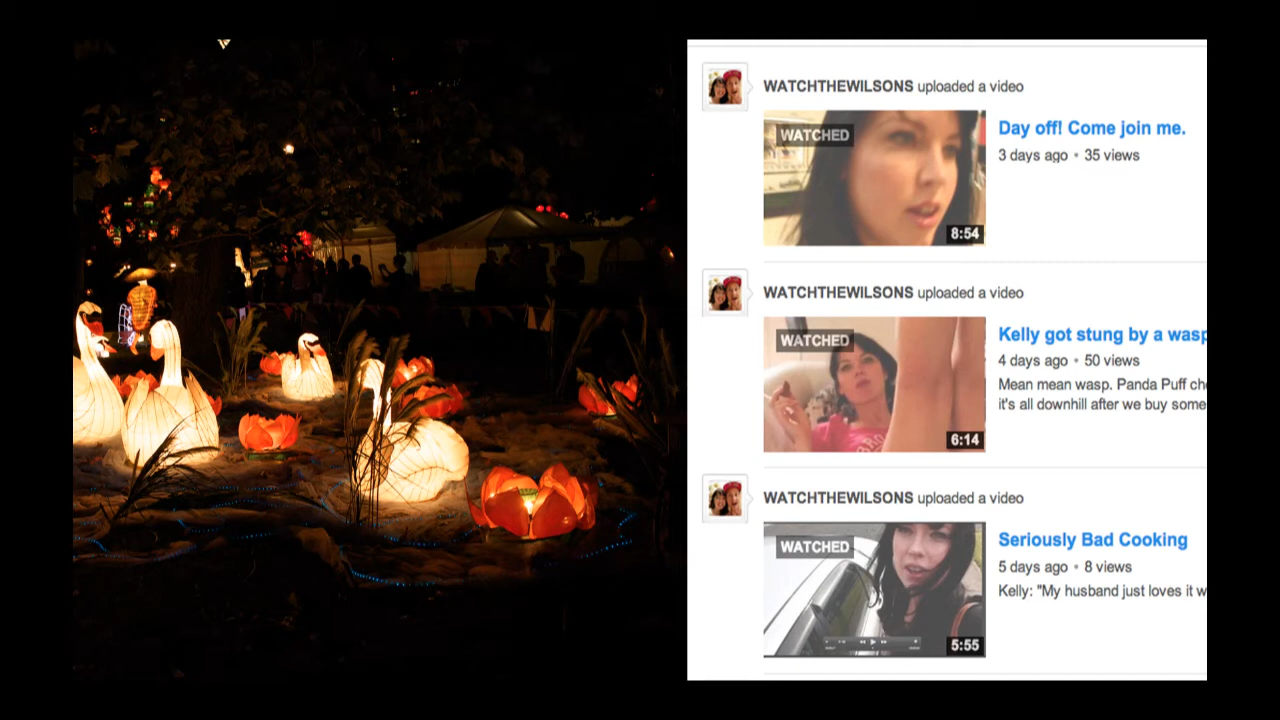 WATCHTHEWILSONS uploaded a video
WATCHED
8:54
Day off! Come join me.
3 days ago • 35 views
WATCHTHEWILSONS uploaded a video
WATCHED
6:14
Kelly got stung by a wasp
4 days ago • 50 views
Mean mean wasp. Panda Puff ch
it's all downhill after we buy some
WATCHTHEWILSONS uploaded a video
WATCHED
5:55
Seriously Bad Cooking
5 days ago • 8 views
Kelly: "My husband just loves it w